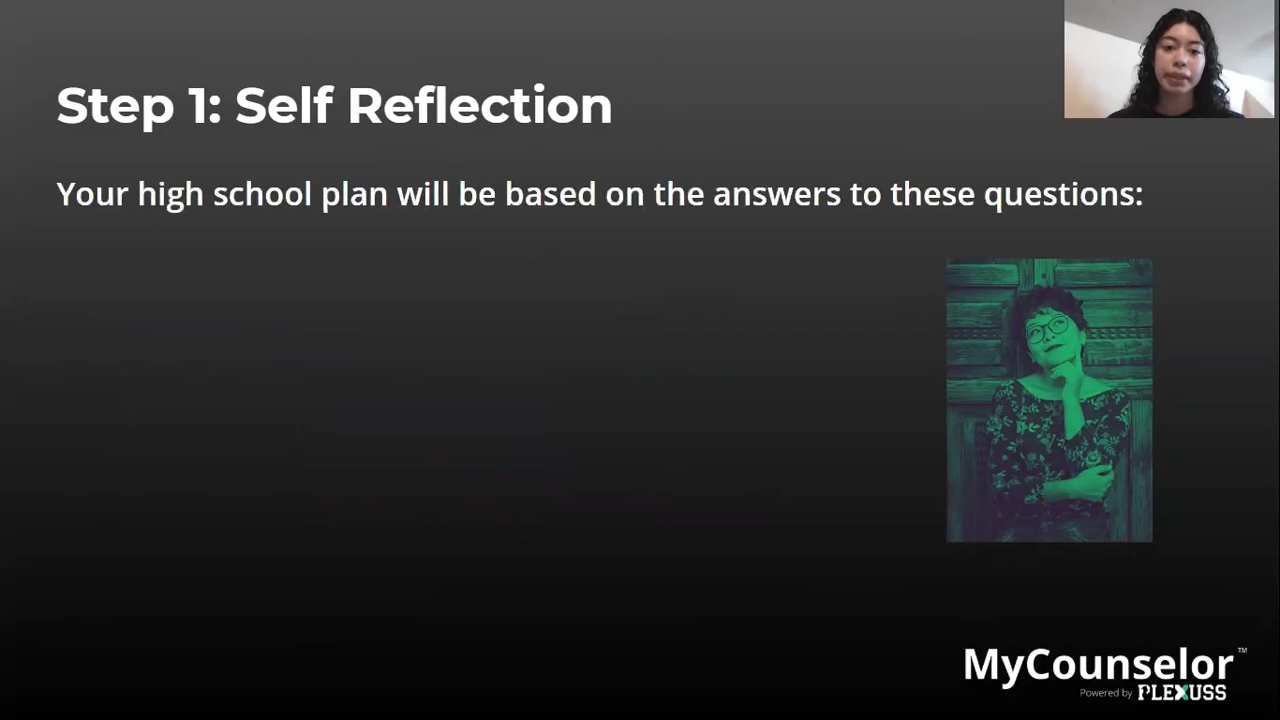 Step 1: Self Reflection
Your high school plan will be based on the answers to these questions:
MyCounselor™
Powered by PLEXUSS